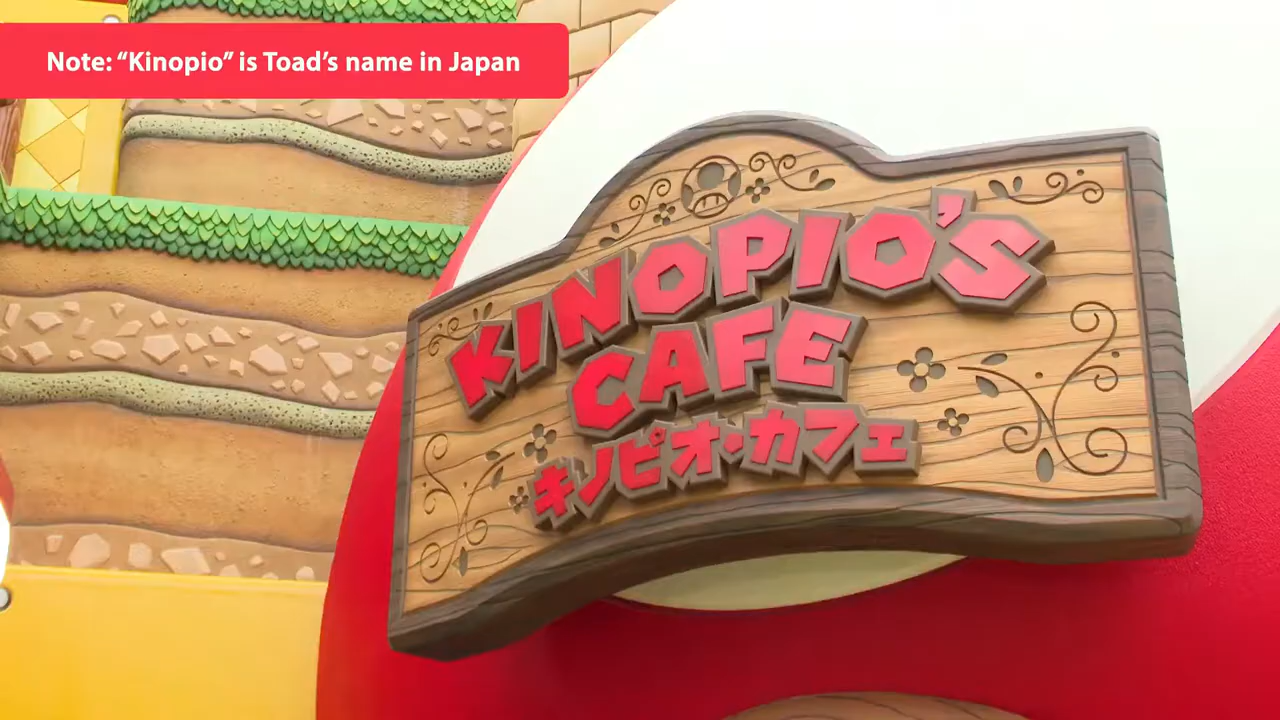 Note: “Kinopio” is Toad’s name in Japan
KINOPIO'S
CAFE
キノピオ・カフェ